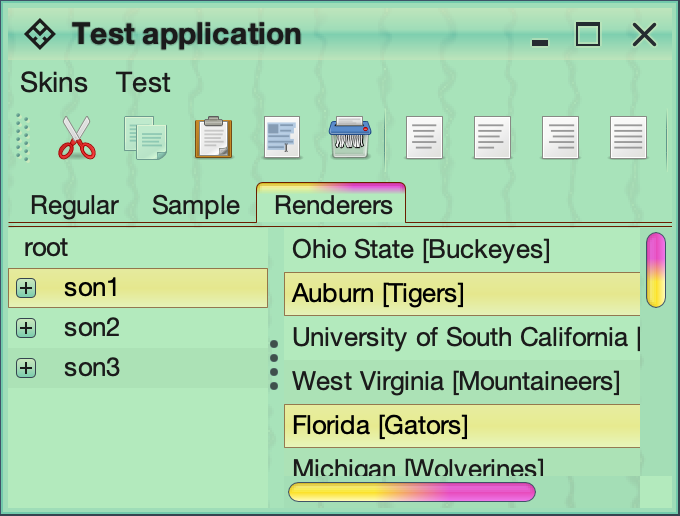 Test application
Skins Test
Regular Sample Renderers
root
son1
son2
son3
Ohio State [Buckeyes]
Auburn [Tigers]
University of South California [
West Virginia [Mountaineers]
Florida [Gators]
Michigan [Wolverines]